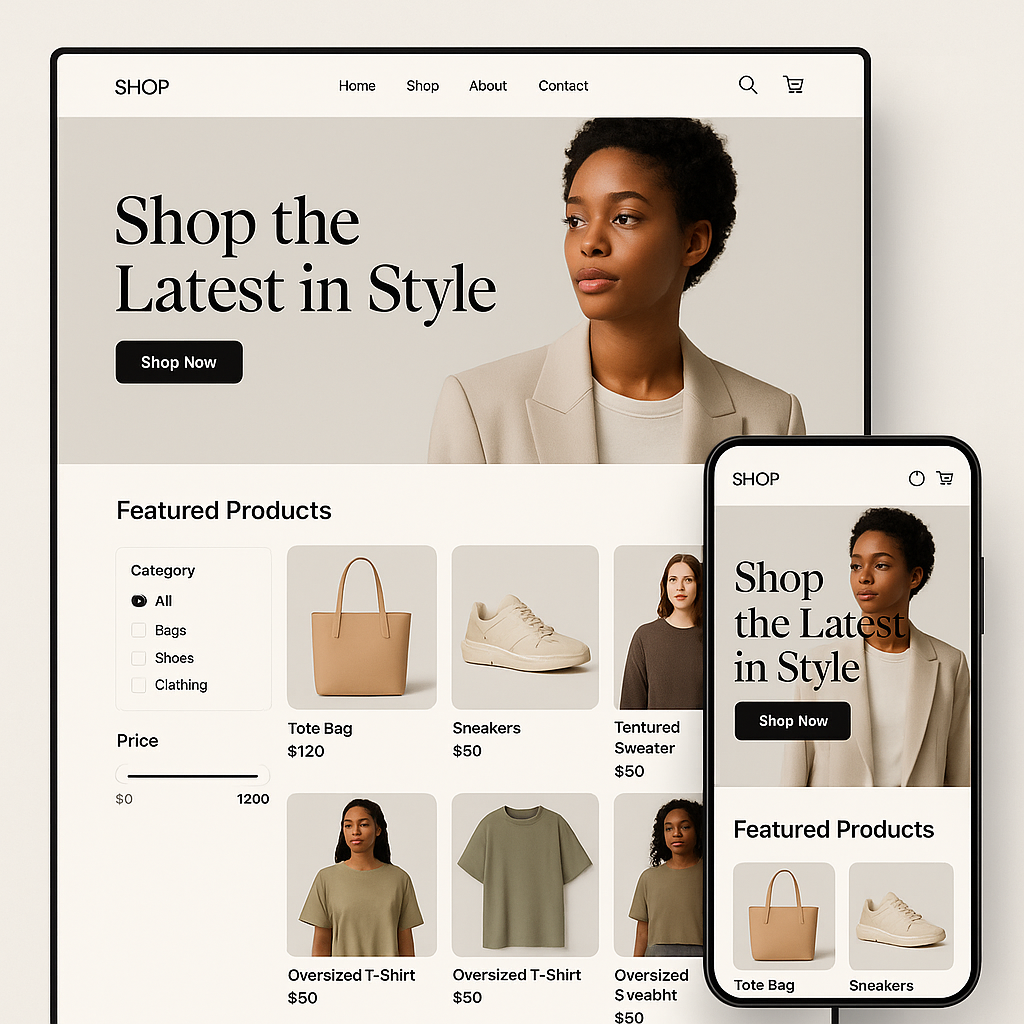 SHOP
Home Shop About Contact
Shop the
Latest in Style
Shop Now
Featured Products
Category
All
Bags
Shoes
Clathing
Price
$0 1200
Tote Bag
$120
Sneakers
$50
Tentured
Sweater
$50
Oversized T-Shirt
$50
Oversized T-Shirt
$50
Oversized
Sveabht
$50
SHOP
Shop
the Latest
in Style
Shop Now
Featured Products
Tote Bag
Sneakers